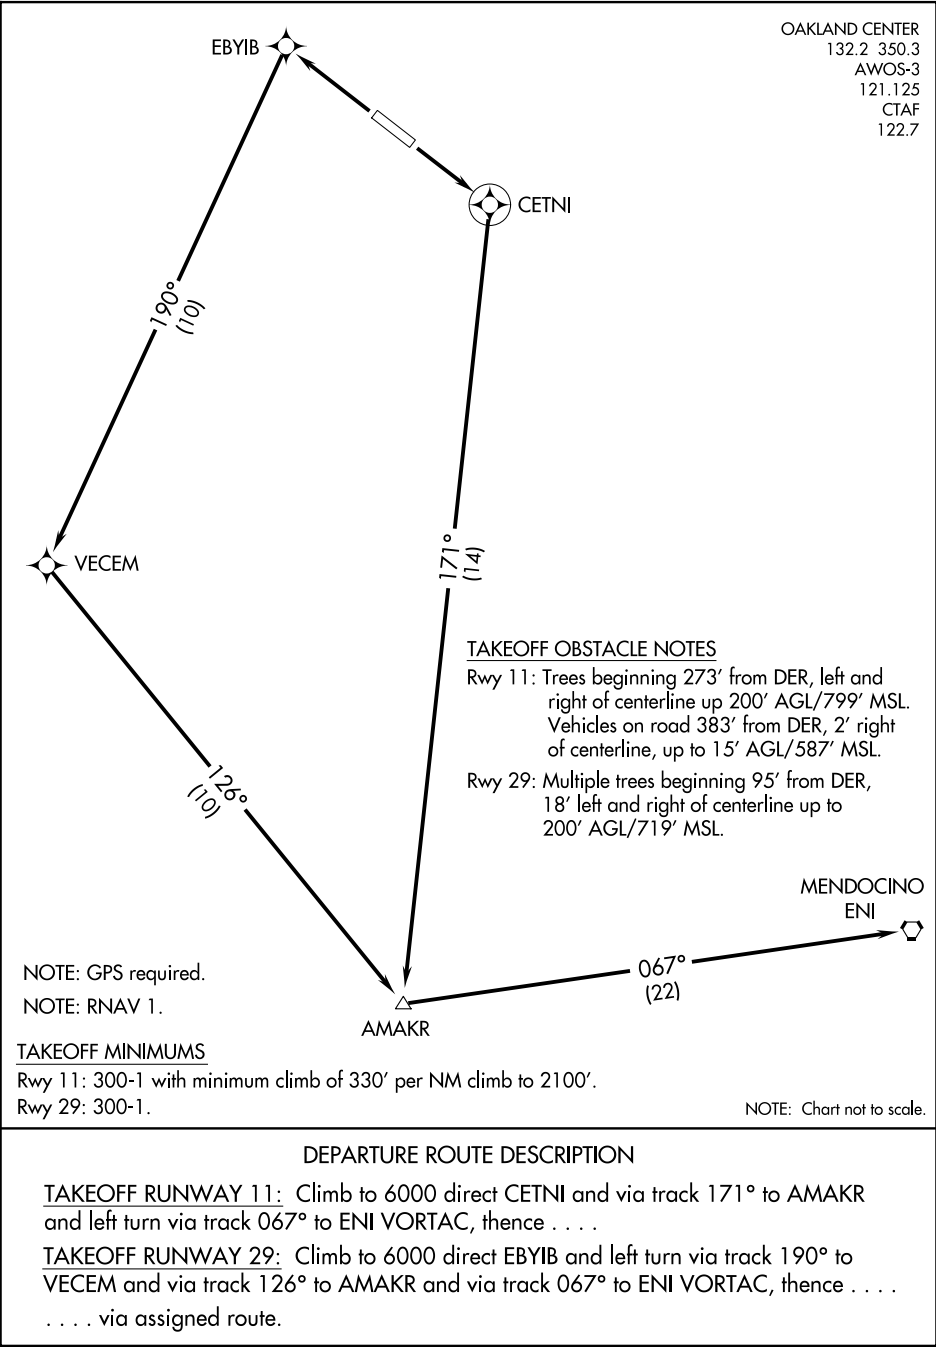 OAKLAND CENTER
132.2 350.3
AWOS-3
121.125
CTAF
122.7
EBYIB
CETNI
190°
(10)
VECEM
171°
(14)
TAKEOFF OBSTACLE NOTES
Rwy 11: Trees beginning 273' from DER, left and
right of centerline up 200' AGL/799' MSL.
Vehicles on road 383' from DER, 2' right
of centerline, up to 15' AGL/587' MSL.
Rwy 29: Multiple trees beginning 95' from DER,
18' left and right of centerline up to
200' AGL/719' MSL.
126°
(10)
MENDOCINO
ENI
067°
(22)
NOTE: GPS required.
NOTE: RNAV 1.
AMAKR
TAKEOFF MINIMUMS
Rwy 11: 300-1 with minimum climb of 330' per NM climb to 2100'.
Rwy 29: 300-1.
NOTE: Chart not to scale.
DEPARTURE ROUTE DESCRIPTION
TAKEOFF RUNWAY 11: Climb to 6000 direct CETNI and via track 171° to AMAKR
and left turn via track 067° to ENI VORTAC, thence . . . .
TAKEOFF RUNWAY 29: Climb to 6000 direct EBYIB and left turn via track 190° to
VECEM and via track 126° to AMAKR and via track 067° to ENI VORTAC, thence . . . .
. . . . via assigned route.